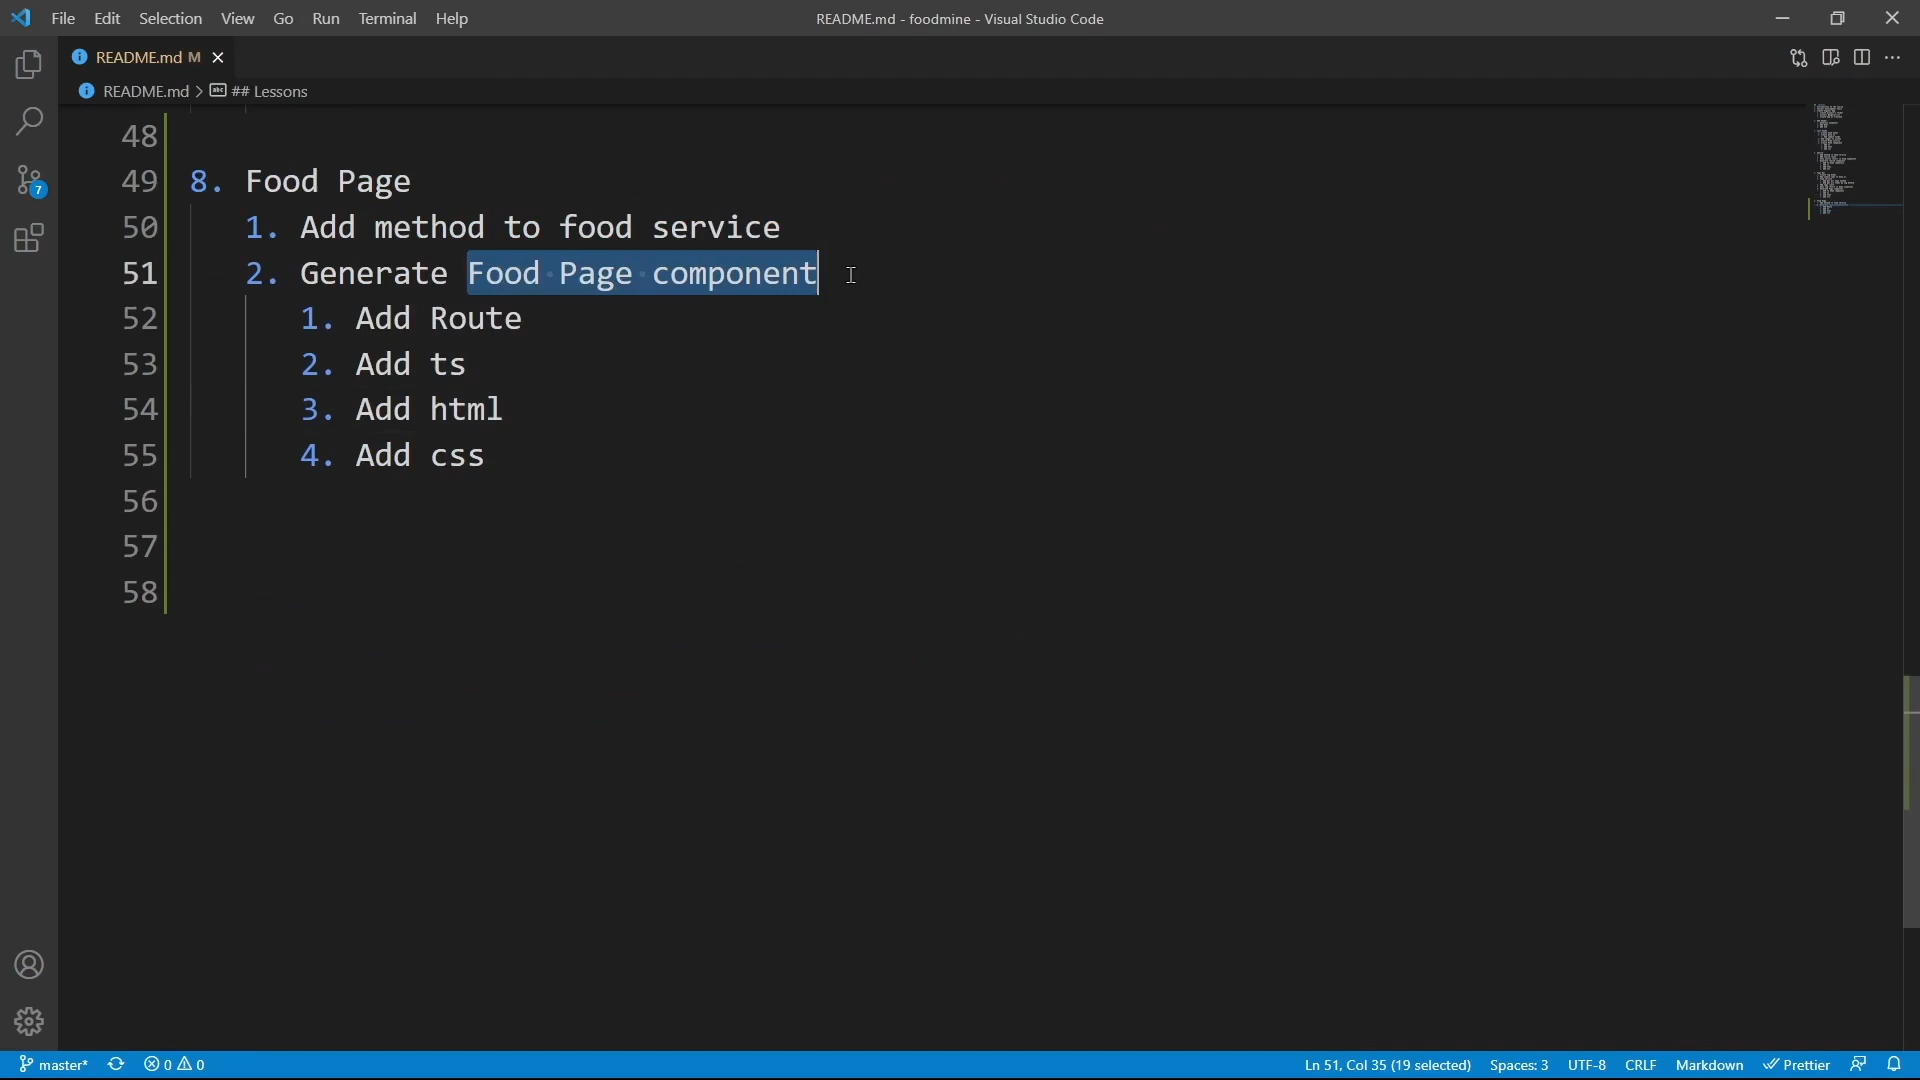 File Edit Selection View Go Run Terminal Help README.md - foodmine - Visual Studio Code
README.md M
README.md > ## Lessons
48
49 8. Food Page
50 1. Add method to food service
51 2. Generate Food Page component
52 1. Add Route
53 2. Add ts
54 3. Add html
55 4. Add css
56
57
58
7
master* 0 0 Ln 51, Col 35 (19 selected) Spaces: 3 UTF-8 CRLF Markdown Prettier